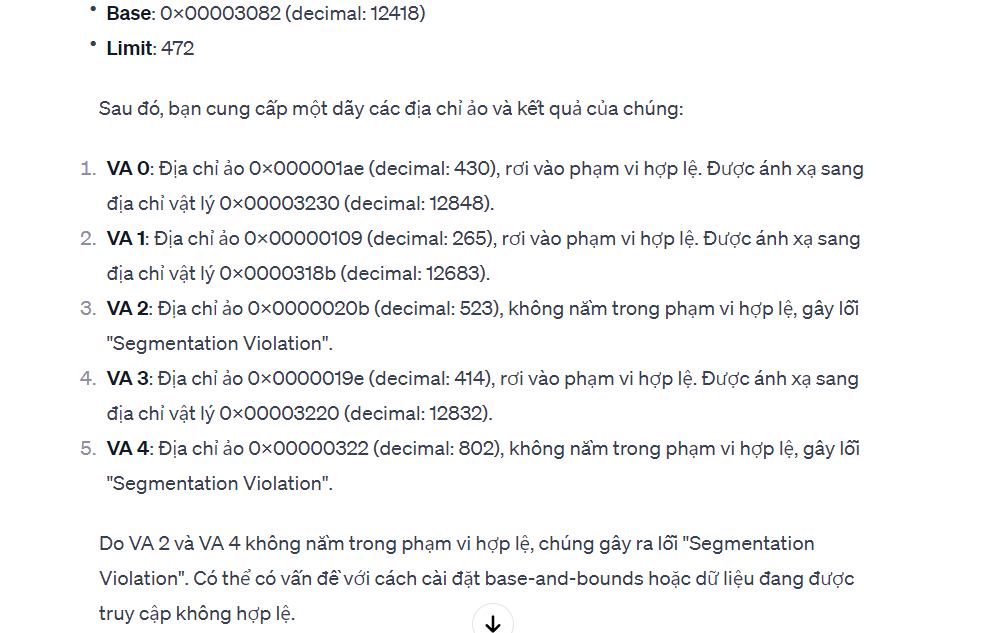 • Base: 0x00003082 (decimal: 12418)
• Limit: 472
Sau đó, bạn cung cấp một dãy các địa chỉ ảo và kết quả của chúng:
1. VA 0: Địa chỉ ảo 0x000001ae (decimal: 430), rơi vào phạm vi hợp lệ. Được ánh xạ sang
địa chỉ vật lý 0x00003230 (decimal: 12848).
2. VA 1: Địa chỉ ảo 0x00000109 (decimal: 265), rơi vào phạm vi hợp lệ. Được ánh xạ sang
địa chỉ vật lý 0x0000318b (decimal: 12683).
3. VA 2: Địa chỉ ảo 0x0000020b (decimal: 523), không nằm trong phạm vi hợp lệ, gây lỗi
"Segmentation Violation".
4. VA 3: Địa chỉ ảo 0x0000019e (decimal: 414), rơi vào phạm vi hợp lệ. Được ánh xạ sang
địa chỉ vật lý 0x00003220 (decimal: 12832).
5. VA 4: Địa chỉ ảo 0x00000322 (decimal: 802), không nằm trong phạm vi hợp lệ, gây lỗi
"Segmentation Violation".
Do VA 2 và VA 4 không nằm trong phạm vi hợp lệ, chúng gây ra lỗi "Segmentation
Violation". Có thể có vấn đề với cách cài đặt base-and-bounds hoặc dữ liệu đang được
truy cập không hợp lệ.